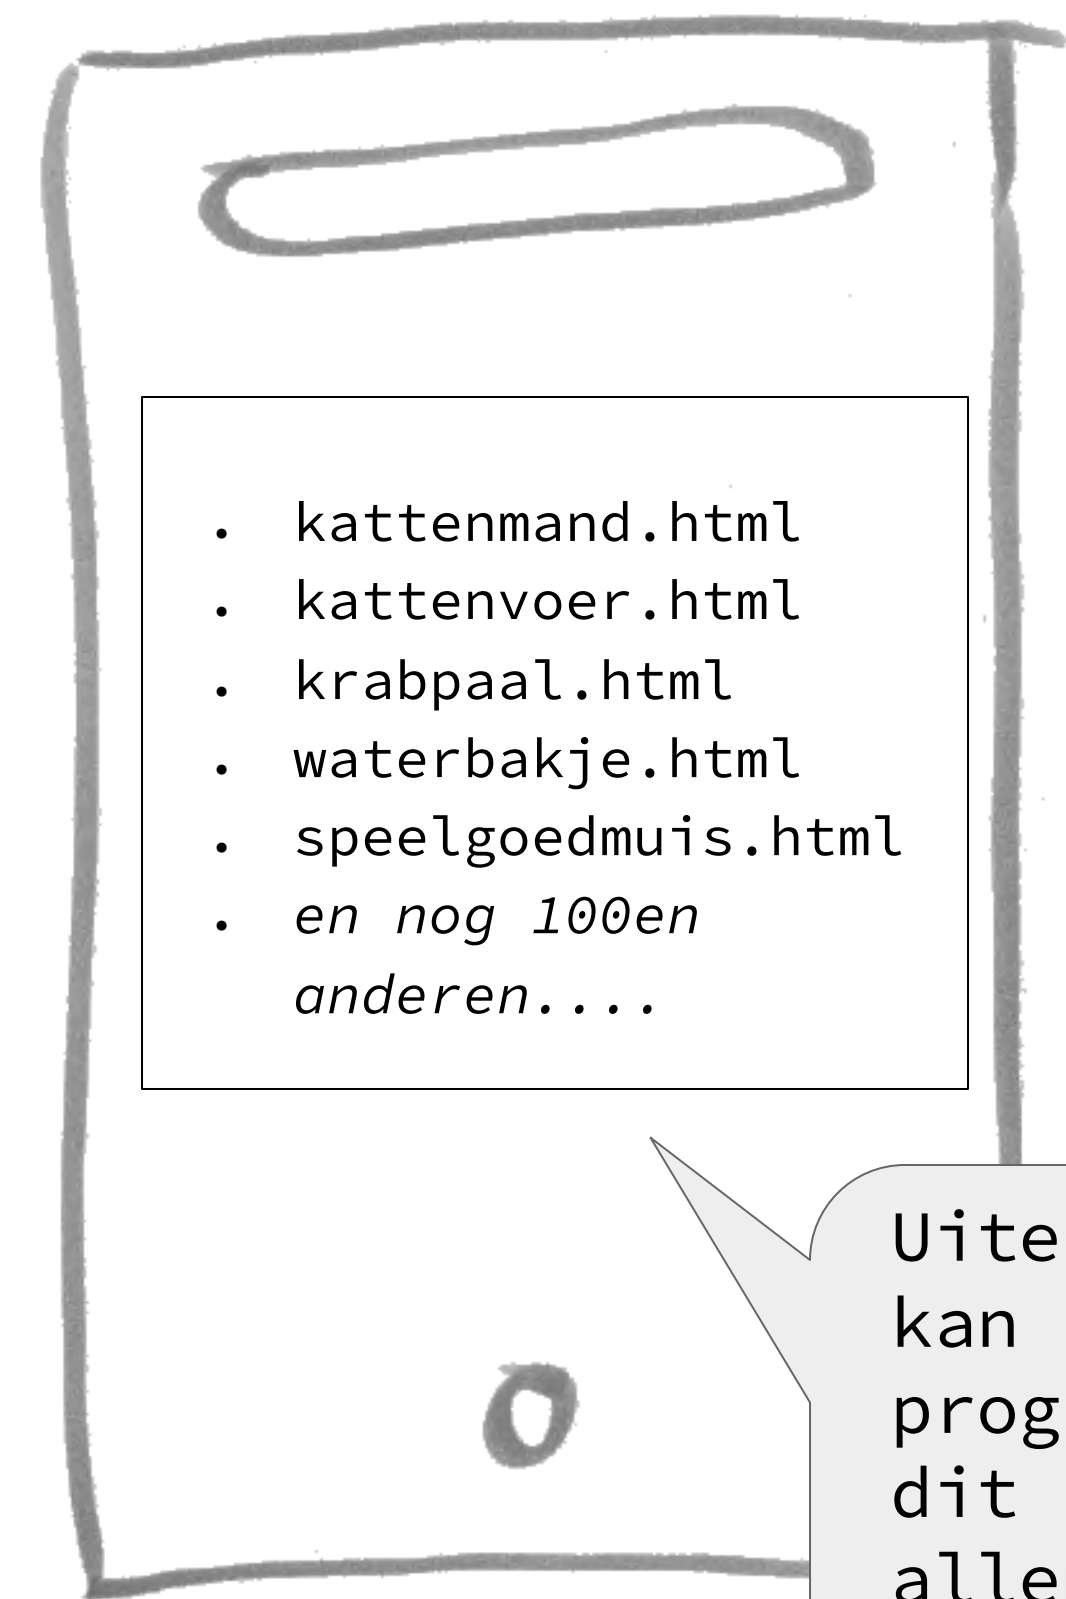 • kattenmand.html
• kattenvoer.html
• krabpaal.html
• waterbakje.html
• speelgoedmuis.html
• en nog 100en
anderen....
Uite
kan
prog
dit
alle